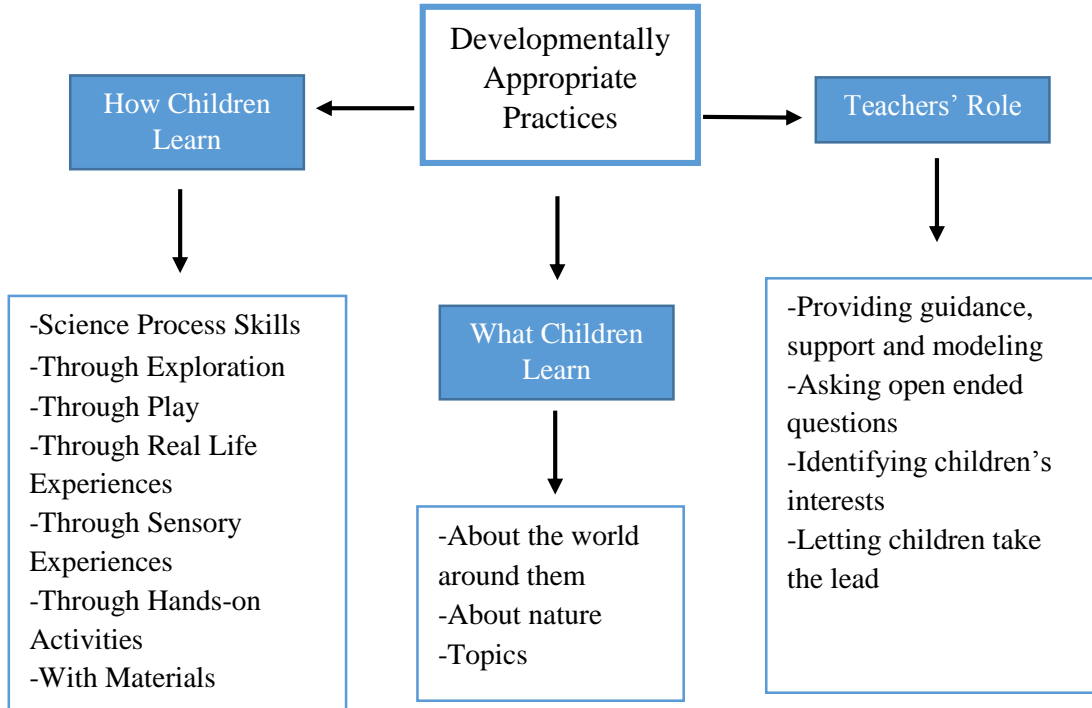 Developmentally
Appropriate
Practices
How Children
Learn
Teachers’ Role
-Science Process Skills
-Through Exploration
-Through Play
-Through Real Life
Experiences
-Through Sensory
Experiences
-Through Hands-on
Activities
-With Materials
What Children
Learn
-About the world
around them
-About nature
-Topics
-Providing guidance,
support and modeling
-Asking open ended
questions
-Identifying children’s
interests
-Letting children take
the lead